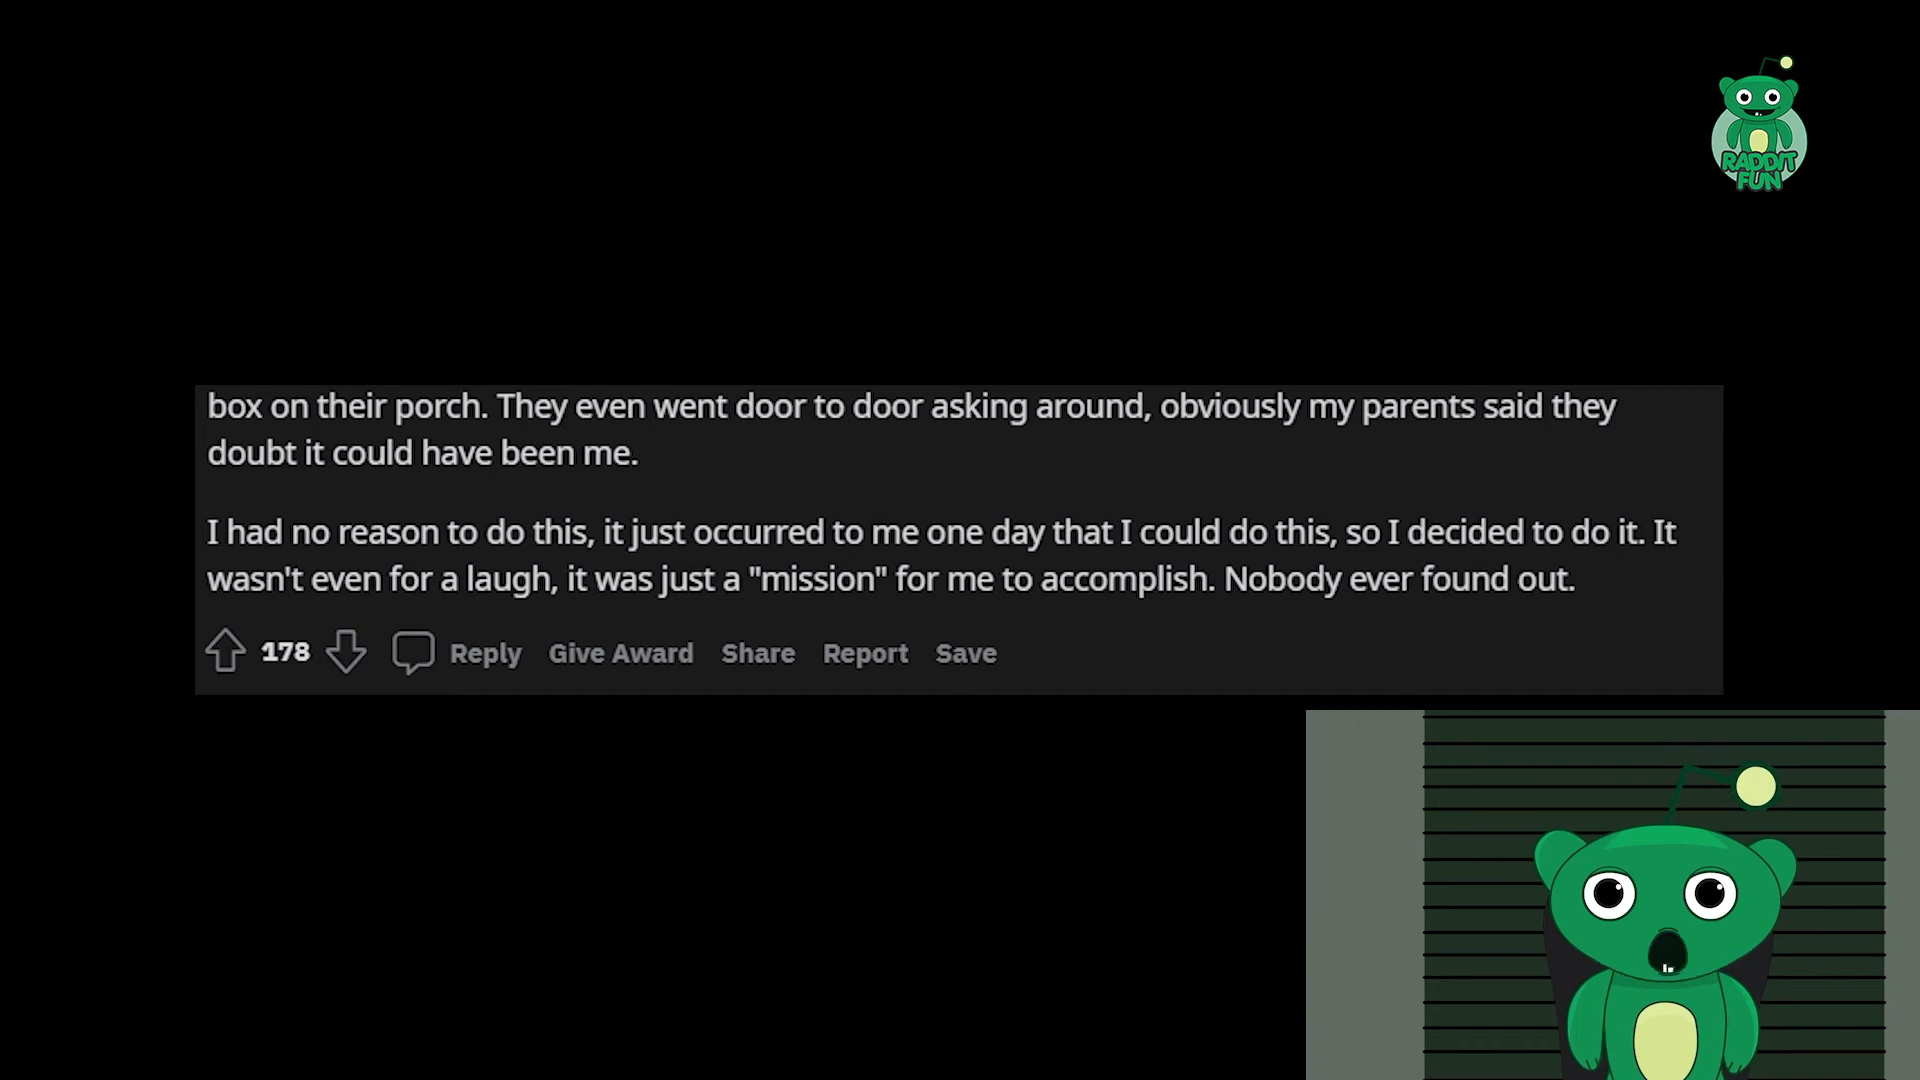 RADDIT
FUN
box on their porch. They even went door to door asking around, obviously my parents said they
doubt it could have been me.
I had no reason to do this, it just occurred to me one day that I could do this, so I decided to do it. It
wasn't even for a laugh, it was just a "mission" for me to accomplish. Nobody ever found out.
178 Reply Give Award Share Report Save